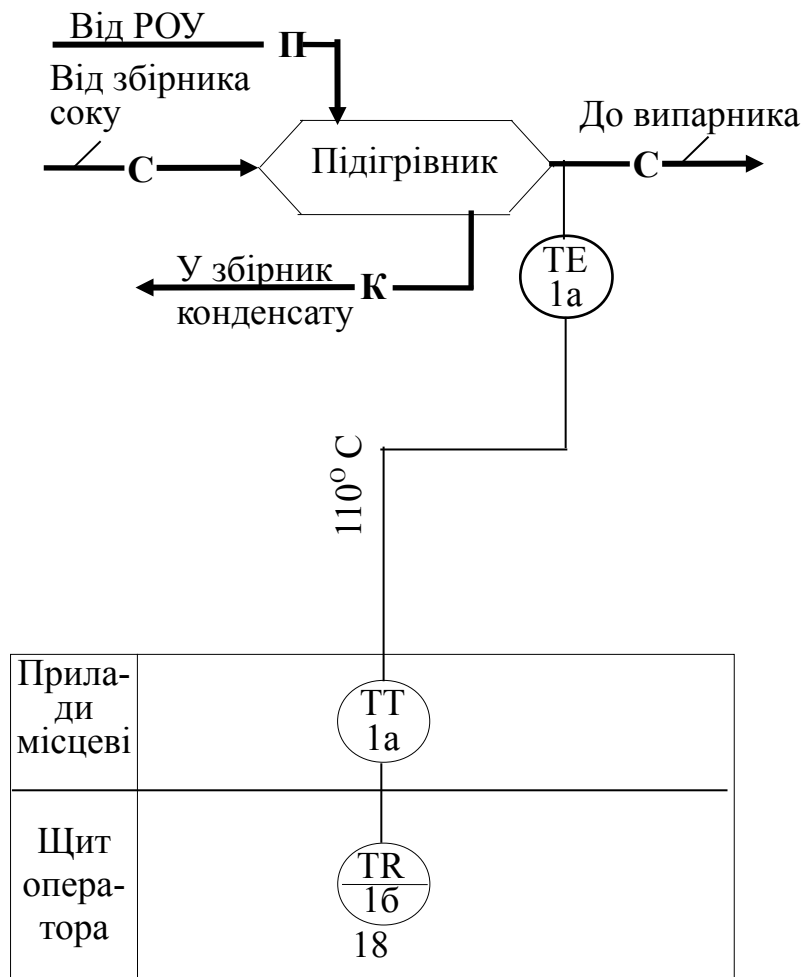 Від РОУ
П
Від збірника
соку
С
Підігрівник
До випарника
С
У збірник
конденсату
К
TE
1а
110° C
Прила-
ди
місцеві
TT
1а
Щит
опера-
тора
TR
1б
18